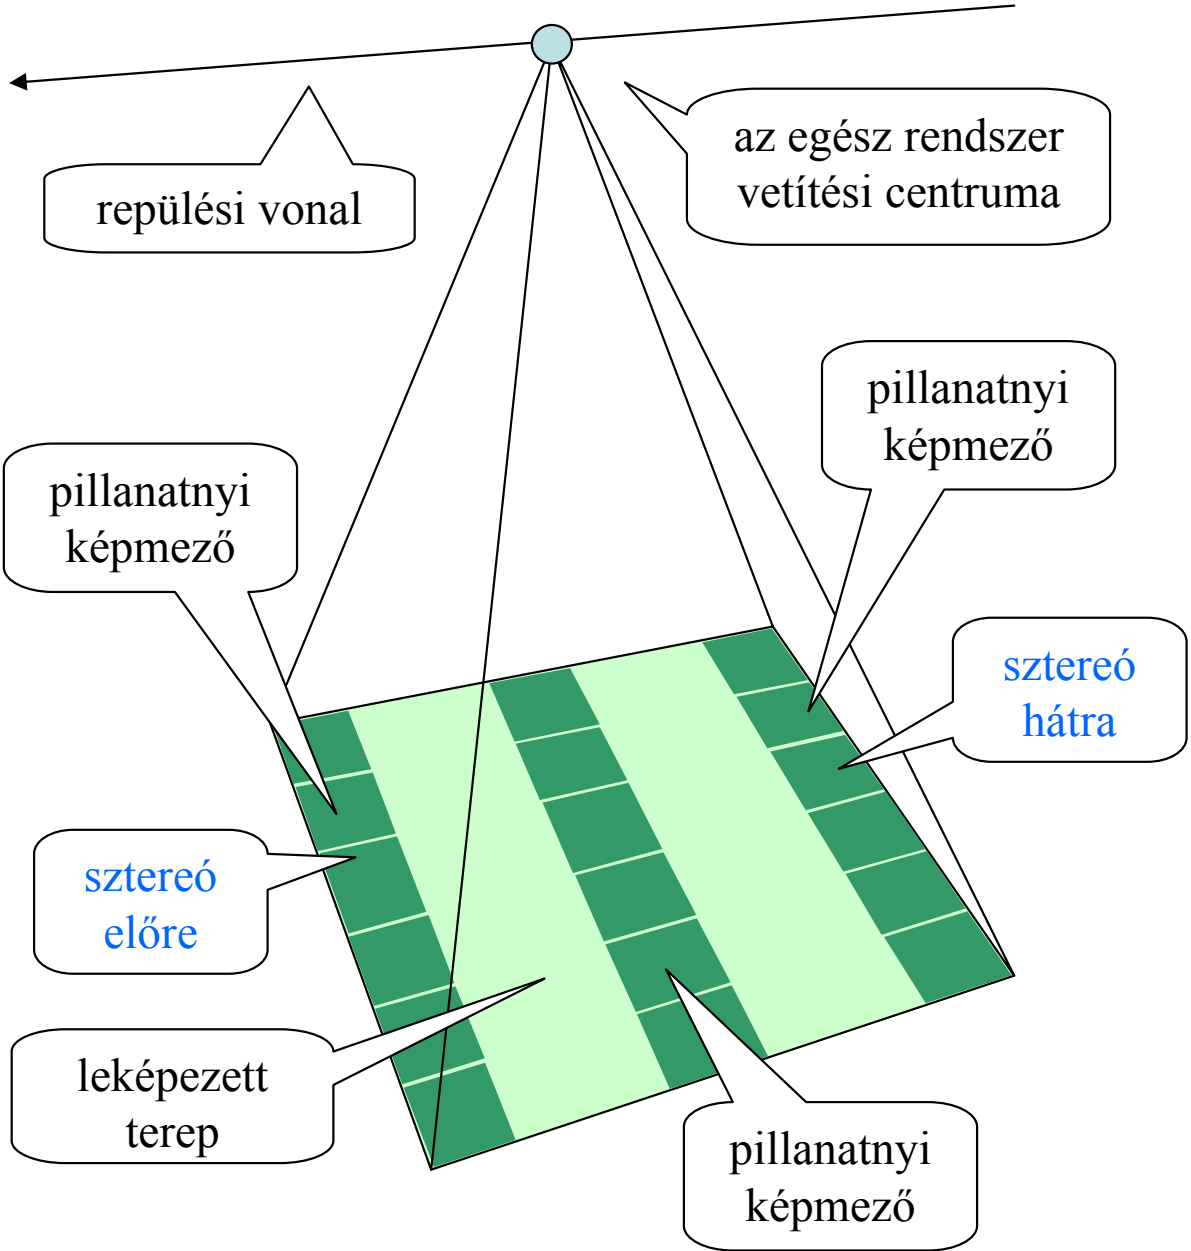 az egész rendszer
vetítési centruma
repülési vonal
pillanatnyi
képmező
pillanatnyi
képmező
sztereó
hátra
sztereó
előre
leképezett
terep
pillanatnyi
képmező